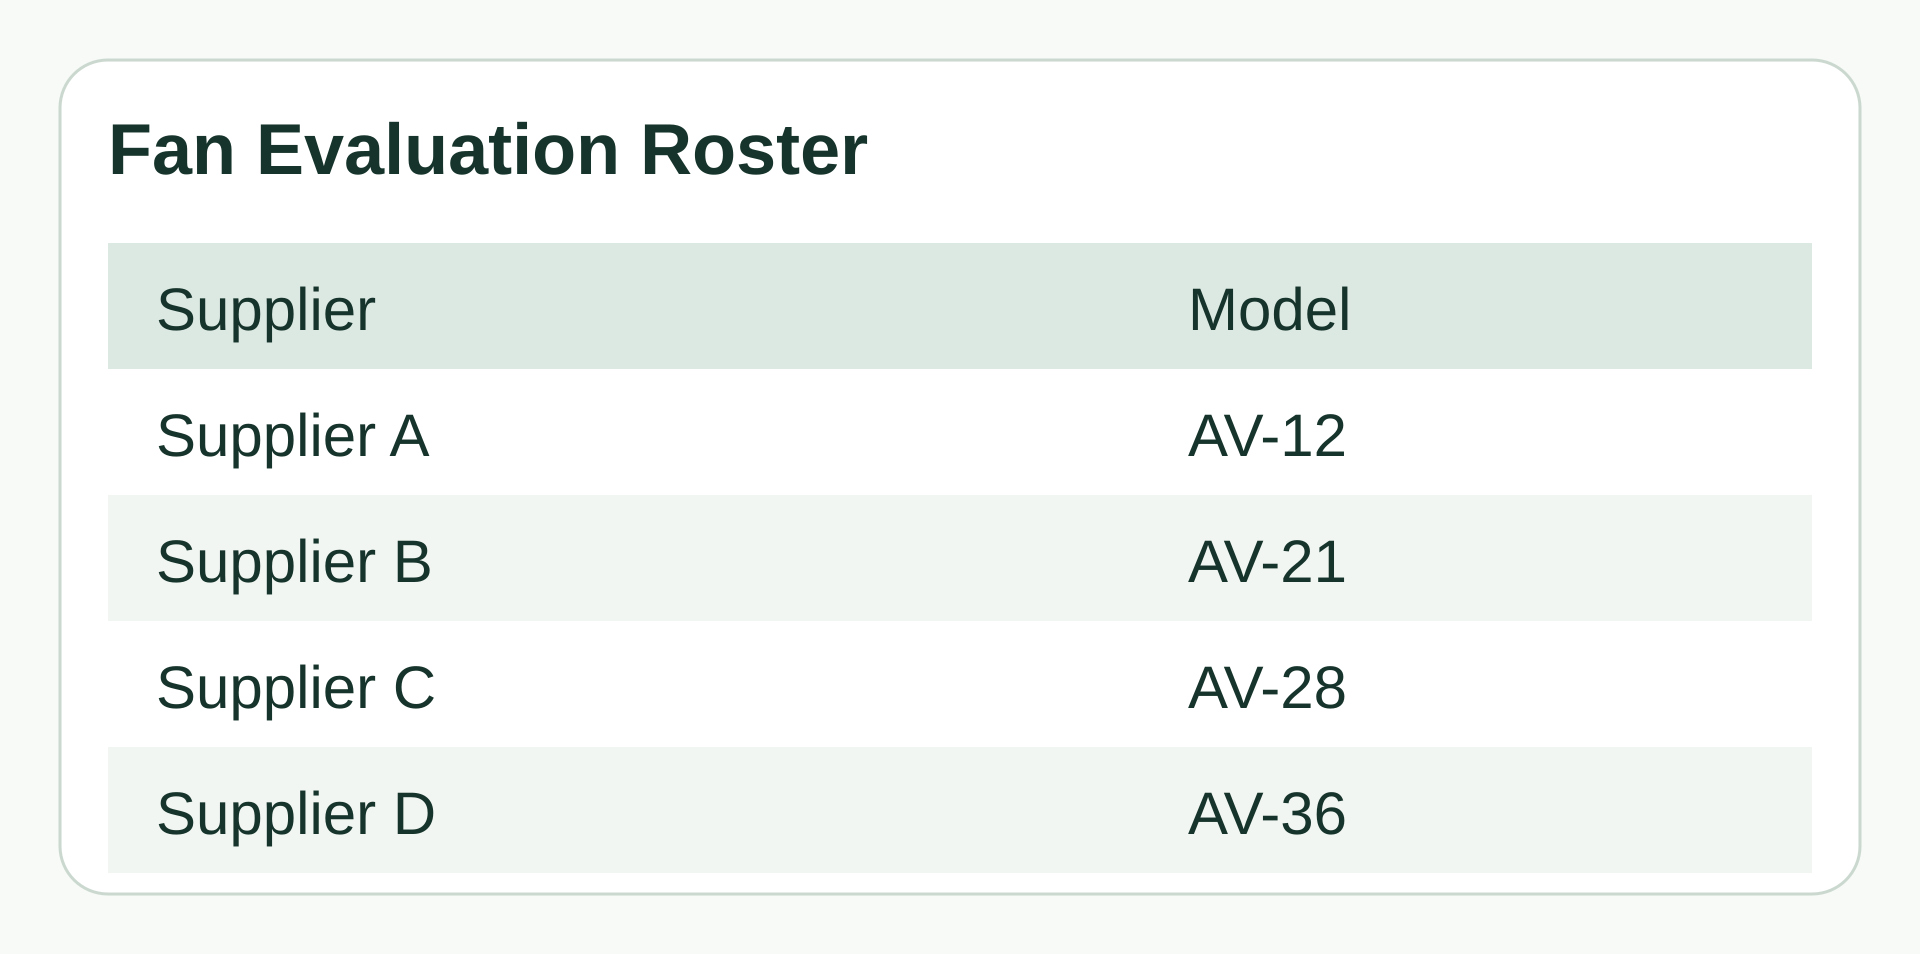 Fan Evaluation Roster
Supplier Model
Supplier A AV-12
Supplier B AV-21
Supplier C AV-28
Supplier D AV-36